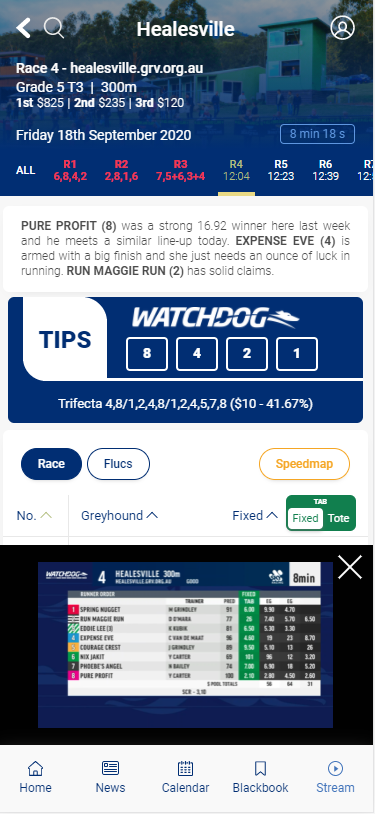 Healesville
Race 4 - healesville.grv.org.au
Grade 5 T3 | 300m
1st $825 | 2nd $235 | 3rd $120
Friday 18th September 2020
8 min 18 s
ALL R1 R2 R3 R4 R5 R6
6,8,4,2 2,8,1,6 7,5+6,3+4 12:04 12:23 12:39
PURE PROFIT (8) was a strong 16.92 winner here last week
and he meets a similar line-up today. EXPENSE EVE (4) is
armed with a big finish and she just needs an ounce of luck in
running. RUN MAGGIE RUN (2) has solid claims.
TIPS
WATCHDOG
8 4 2 1
Trifecta 4,8/1,2,4,8/1,2,4,5,7,8 ($10 - 41.67%)
Race Flucs Speedmap
No. Greyhound Fixed
TAB
Fixed Tote
WATCHDOG 4 HEALESVILLE 300m 8min
HEALESVILLE.GRV.ORG.AU GOOD
RUNNER ORDER FIXED
TRAINER PRED TAB
1 SPRING NUGGET M GRINDLEY 91 6.00 9.90 4.70
RUN MAGGIE RUN D O'MARA 77 26 7.40 5.70 6.50
EDDIE LEE K KUBIK 81 6.50 5.30 3.30
4 EXPENSE EVE C VAN DE MAAT 96 4.60 19 23 8.70
COURAGE CREST J GRINDLEY 89 9.50 5.10 13 26
6 NIX JAKIT Y CARTER 69 101 96 12 3.20
7 PHOEBE'S ANGEL N BAILEY 74 7.00 6.90 18 5.20
8 PURE PROFIT Y CARTER 100 2.10 2.80 4.50 2.60
$ POOL TOTALS 56 64 31
SCR - 3,10
Home News Calendar Blackbook Stream